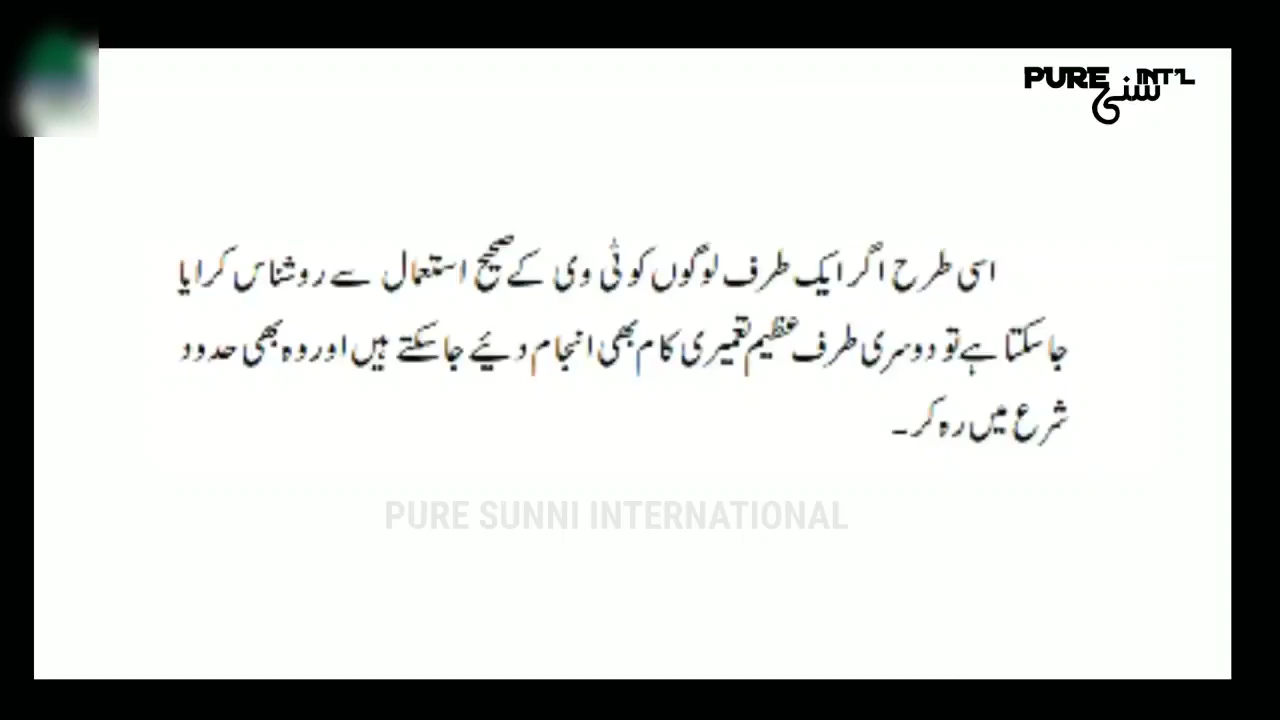 PURE سنی INT'L
اسی طرح اگر ایک طرف لوگوں کو ٹی وی کے صحیح استعمال سے روشناس کرایا
جاسکتا ہے تو دوسری طرف عظیم تعمیری کام بھی انجام دیئے جاسکتے ہیں اور وہ بھی حدود
شرع میں رہ کر۔
PURE SUNNI INTERNATIONAL